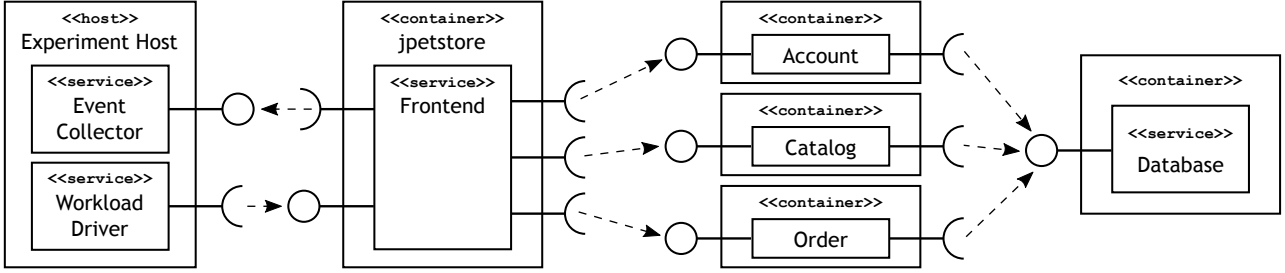 <<host>>
Experiment Host
<<service>>
Event
Collector
<<service>>
Workload
Driver
<<container>>
jpetstore
<<service>>
Frontend
<<container>>
Account
<<container>>
Catalog
<<container>>
Order
<<container>>
<<service>>
Database